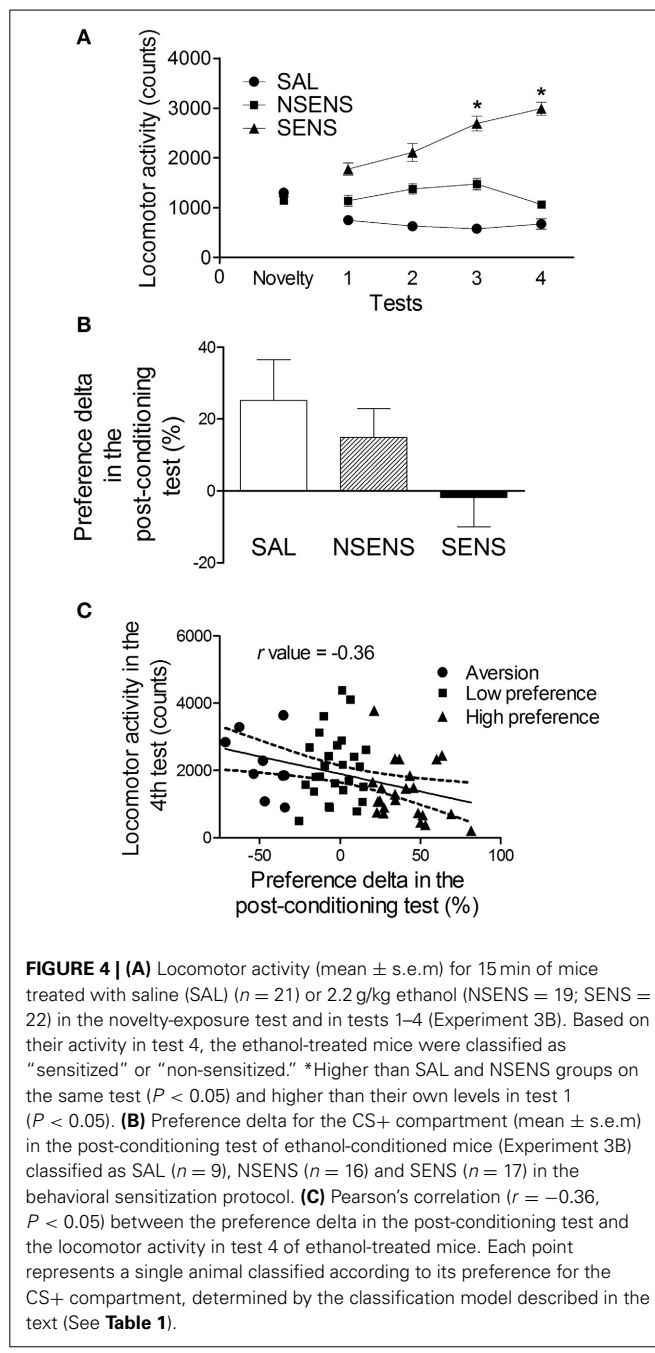 A
Locomotor activity (counts)
4000
3000
2000
1000
0
SAL
NSENS
SENS
*
*
0
Novelty
1
2
3
4
Tests
B
Preference delta
in the
post-conditioning
test (%)
40
20
0
-20
SAL
NSENS
SENS
C
Locomotor activity in the
4th test (counts)
6000
4000
2000
0
r value = -0.36
Aversion
Low preference
High preference
-50
0
50
100
Preference delta in the
post-conditioning test (%)
FIGURE 4 | (A) Locomotor activity (mean ± s.e.m) for 15 min of mice
treated with saline (SAL) (n = 21) or 2.2 g/kg ethanol (NSENS = 19; SENS =
22) in the novelty-exposure test and in tests 1–4 (Experiment 3B). Based on
their activity in test 4, the ethanol-treated mice were classified as
“sensitized” or “non-sensitized.” *Higher than SAL and NSENS groups on
the same test (P < 0.05) and higher than their own levels in test 1
(P < 0.05). (B) Preference delta for the CS+ compartment (mean ± s.e.m)
in the post-conditioning test of ethanol-conditioned mice (Experiment 3B)
classified as SAL (n = 9), NSENS (n = 16) and SENS (n = 17) in the
behavioral sensitization protocol. (C) Pearson’s correlation (r = −0.36,
P < 0.05) between the preference delta in the post-conditioning test and
the locomotor activity in test 4 of ethanol-treated mice. Each point
represents a single animal classified according to its preference for the
CS+ compartment, determined by the classification model described in the
text (See Table 1).